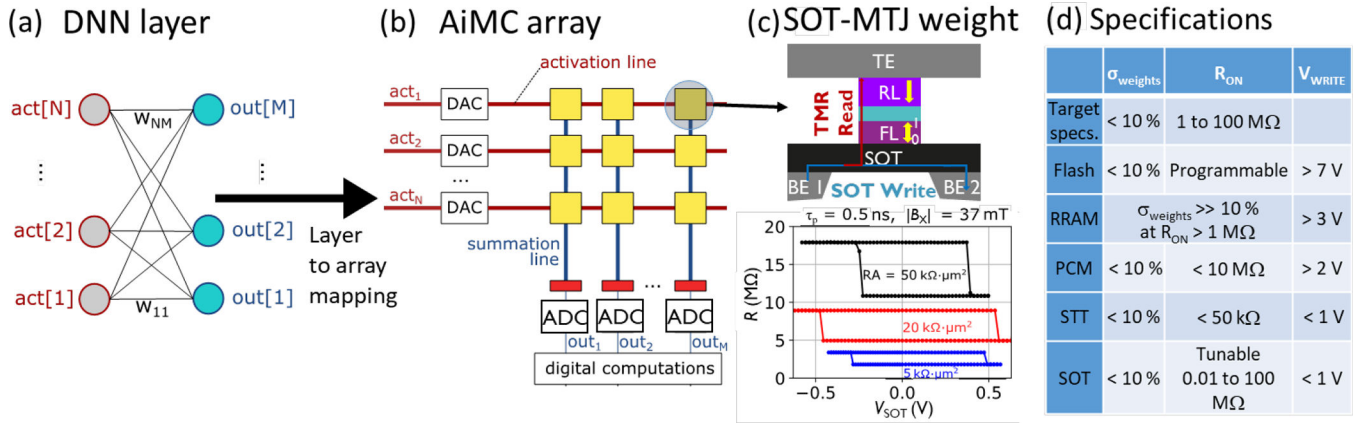 (a) DNN layer
act[N]
w_NM
out[M]
...
...
act[2]
out[2]
act[1]
w_11
out[1]
Layer
to array
mapping
(b) AiMC array
activation line
act_1
DAC
act_2
DAC
...
act_N
DAC
summation
line
...
ADC
ADC
ADC
out_1
out_2
out_M
digital computations
(c) SOT-MTJ weight
TE
TMR
Read
RL
FL
1
0
SOT
BE 1
SOT Write
BE 2
τ_p = 0.5 ns, |B_X| = 37 mT
20
15
10
5
0
R (MΩ)
RA = 50 kΩ·μm²
20 kΩ·μm²
5 kΩ·μm²
−0.5
0.0
0.5
V_SOT (V)
(d) Specifications
σ_weights R_ON V_WRITE
Target
specs.
< 10 % 1 to 100 MΩ
Flash < 10 % Programmable > 7 V
RRAM
σ_weights >> 10 %
at R_ON > 1 MΩ
> 3 V
PCM < 10 % < 10 MΩ > 2 V
STT < 10 % < 50 kΩ < 1 V
SOT < 10 %
Tunable
0.01 to 100
MΩ
< 1 V